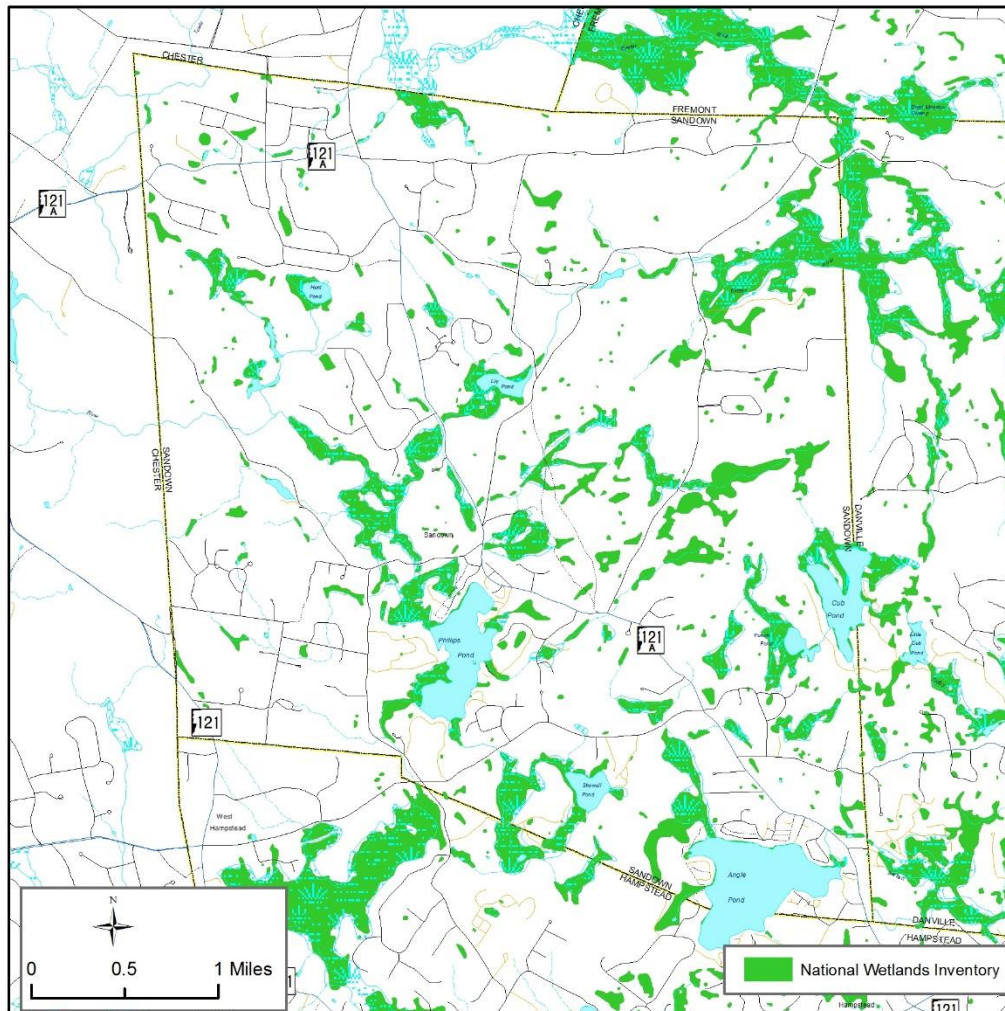 CHESTER
FREMONT
SANDOWN
121
A
121
A
Hunt
Pond
Lily
Pond
River
SANDOWN
CHESTER
Sandown
DANVILLE
SANDOWN
Cub
Pond
Phillips
Pond
121
A
Little
Cub
Pond
121
Showell
Pond
West
Hampstead
SANDOWN
HAMPSTEAD
Angle
Pond
DANVILLE
HAMPSTEAD
N
0 0.5 1 Miles
National Wetlands Inventory
Hampstead
121